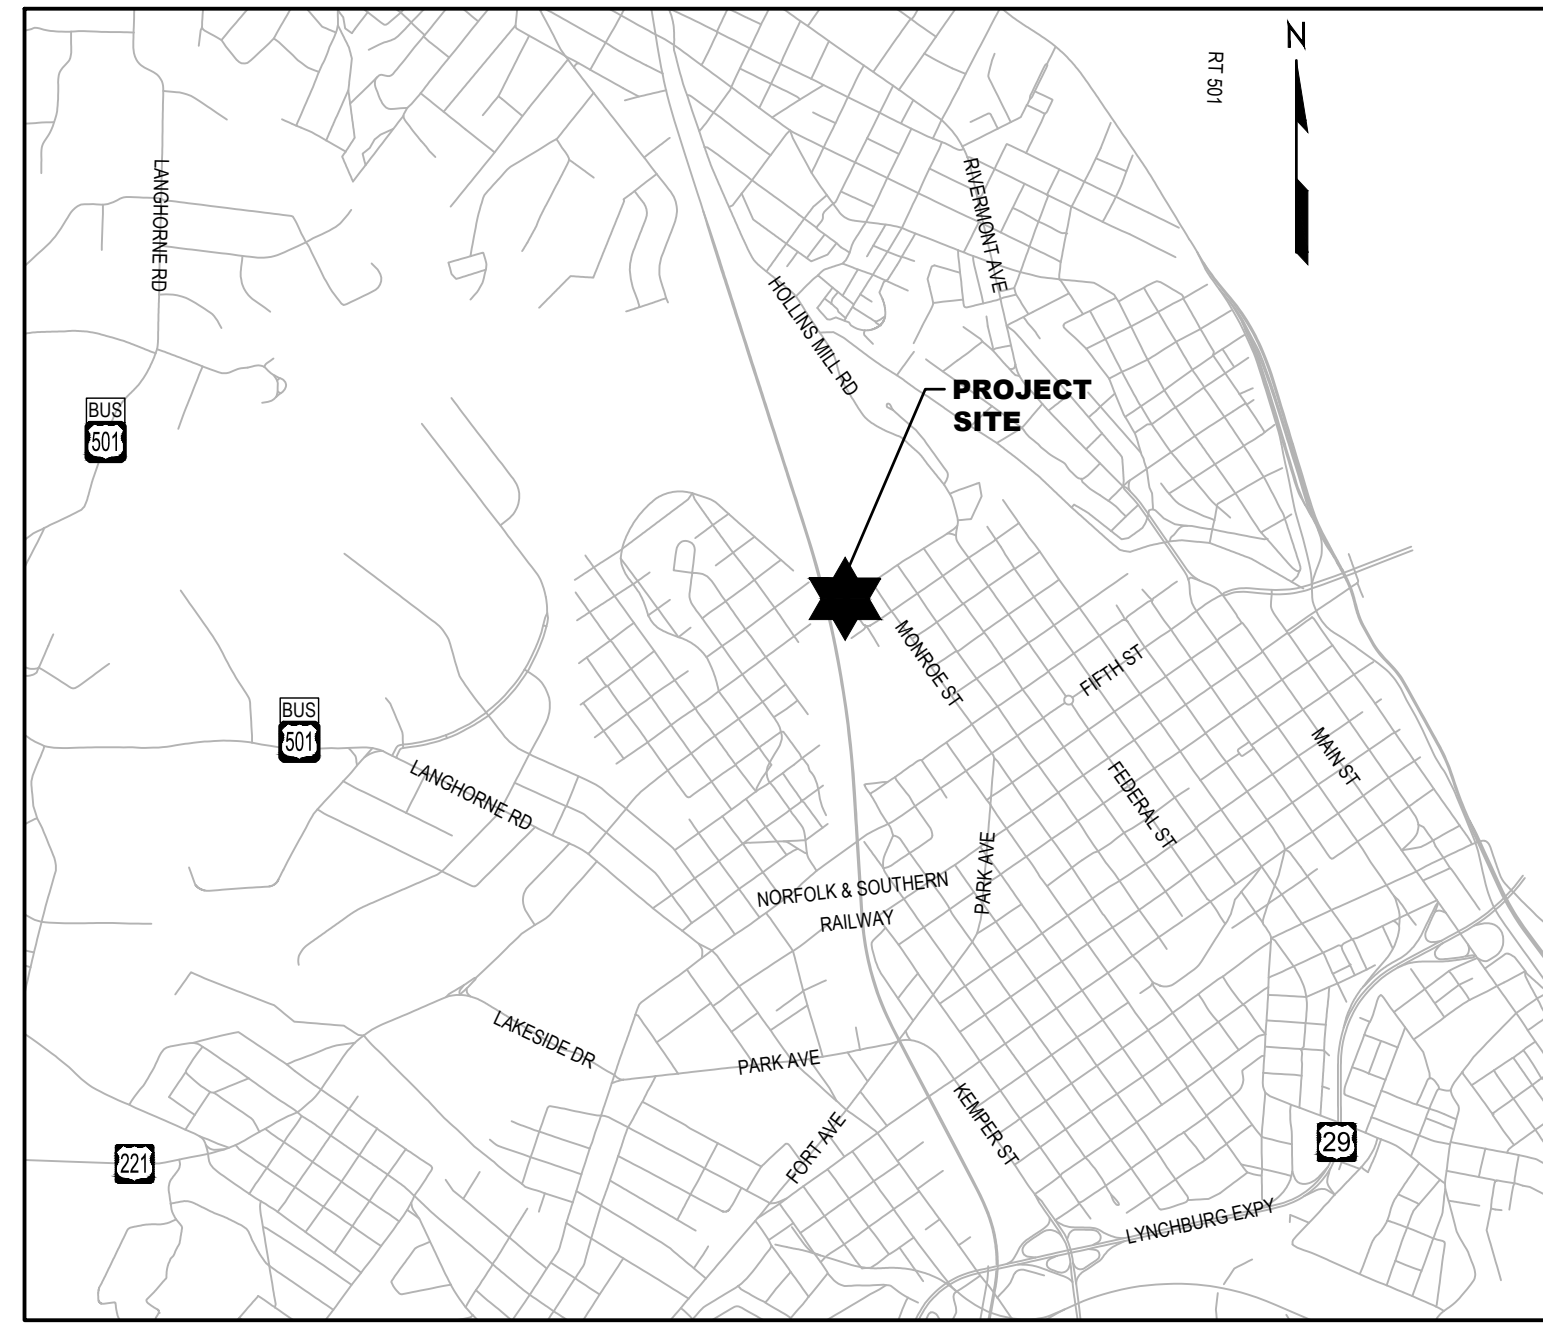 N
RT 501
LANGHORNE RD
RIVERMONT AVE
HOLLINS MILL RD
PROJECT
SITE
BUS
501
MONROE ST
FIFTH ST
BUS
501
MAIN ST
LANGHORNE RD
FEDERAL ST
PARK AVE
NORFOLK & SOUTHERN
RAILWAY
LAKESIDE DR
PARK AVE
KEMPER ST
FORT AVE
29
221
LYNCHBURG EXPY